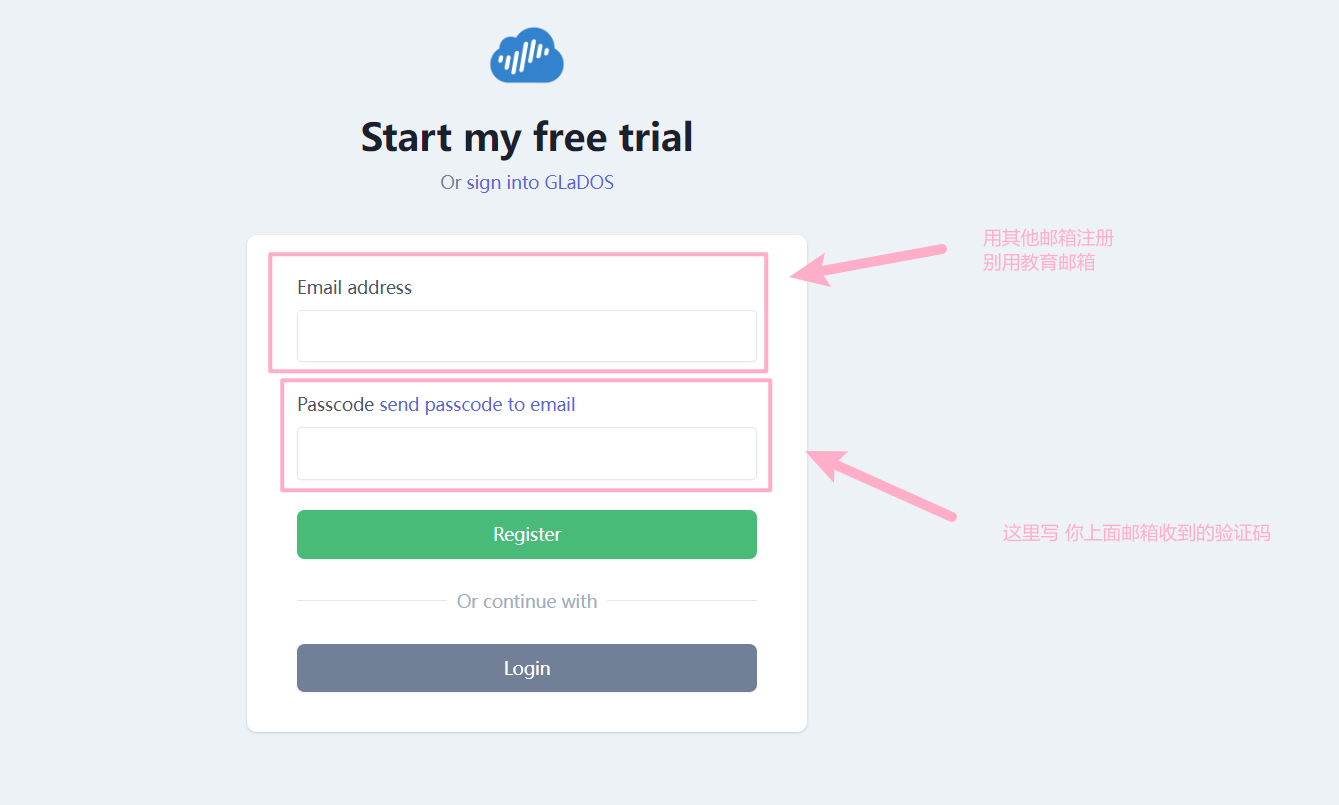 Start my free trial
Or sign into GLaDOS
用其他邮箱注册
别用教育邮箱
Email address
Passcode send passcode to email
Register
这里写 你上面邮箱收到的验证码
Or continue with
Login